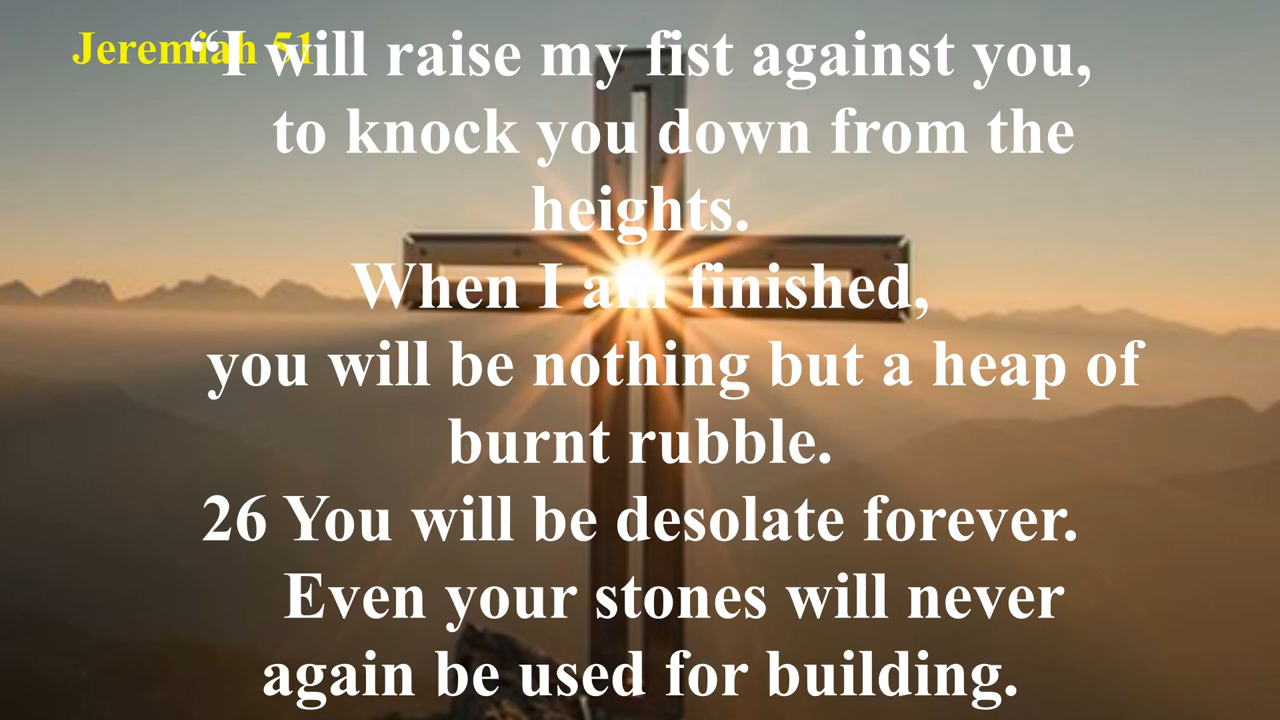 Jeremiah 51
“I will raise my fist against you,
to knock you down from the
heights.
When I am finished,
you will be nothing but a heap of
burnt rubble.
26 You will be desolate forever.
Even your stones will never
again be used for building.